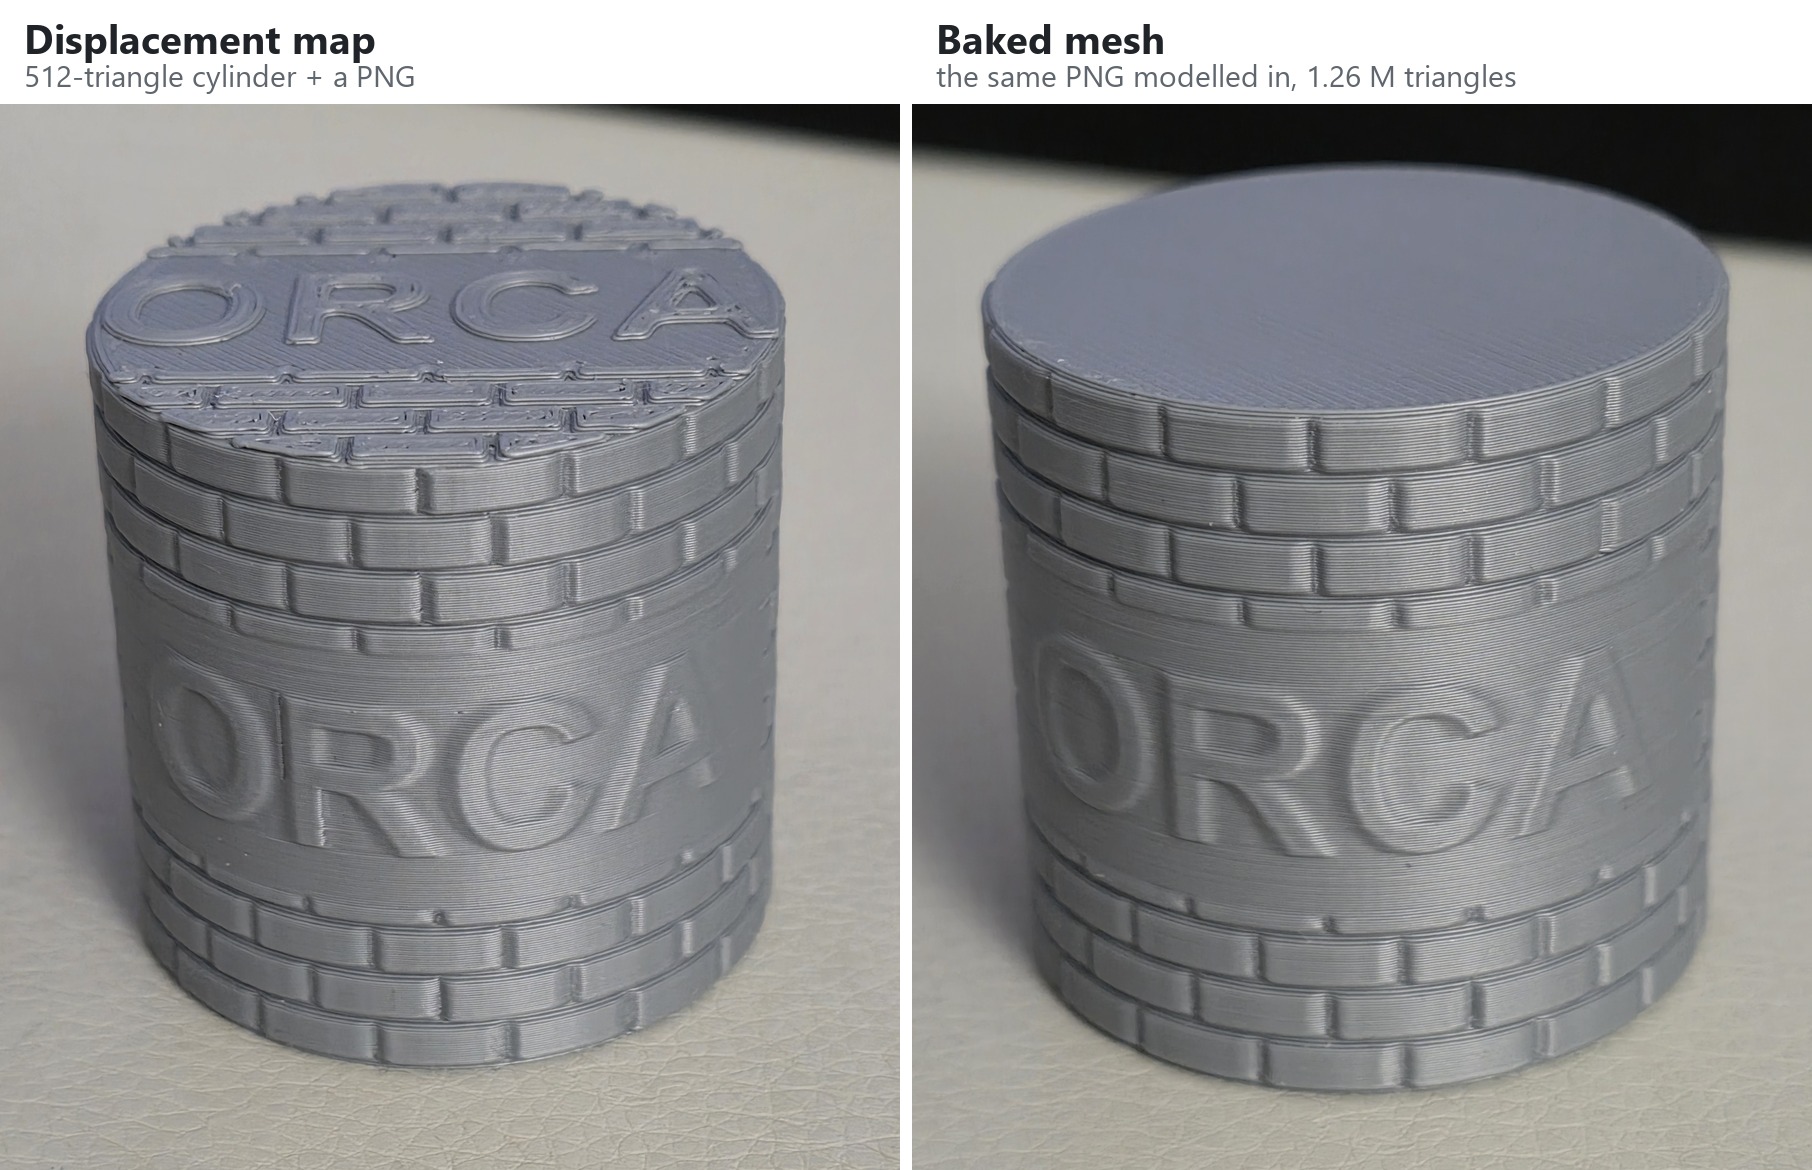 Displacement map
512-triangle cylinder + a PNG
Baked mesh
the same PNG modelled in, 1.26 M triangles
ORCA
ORCA
ORCA